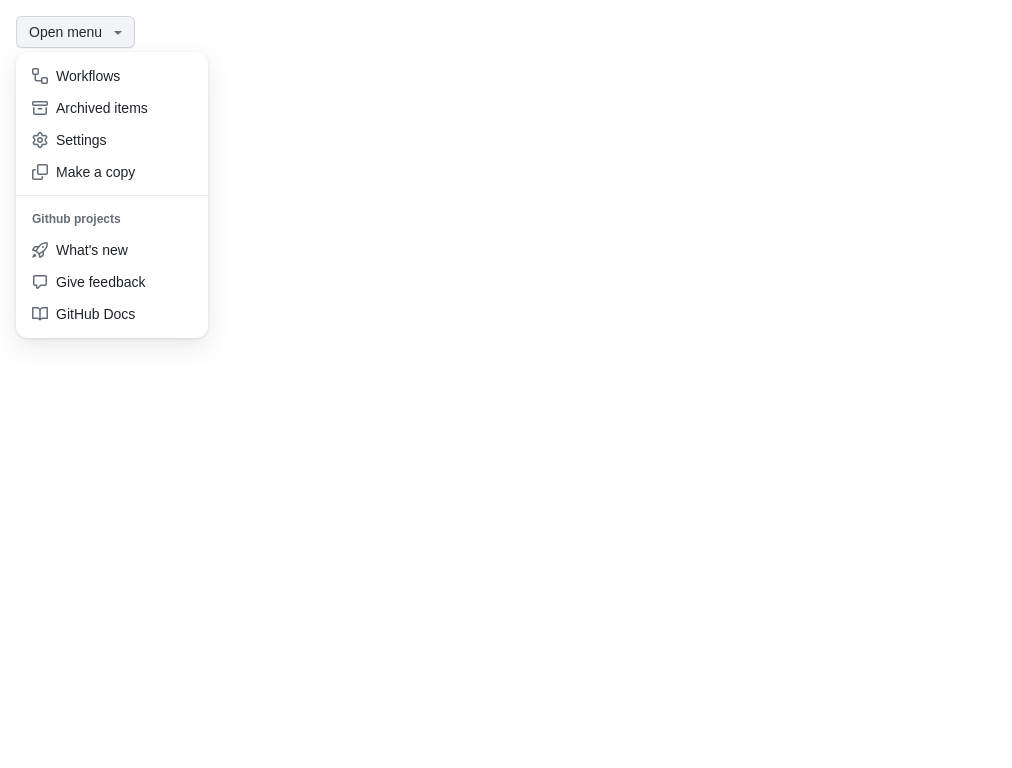 Open menu
Workflows
Archived items
Settings
Make a copy
Github projects
What's new
Give feedback
GitHub Docs